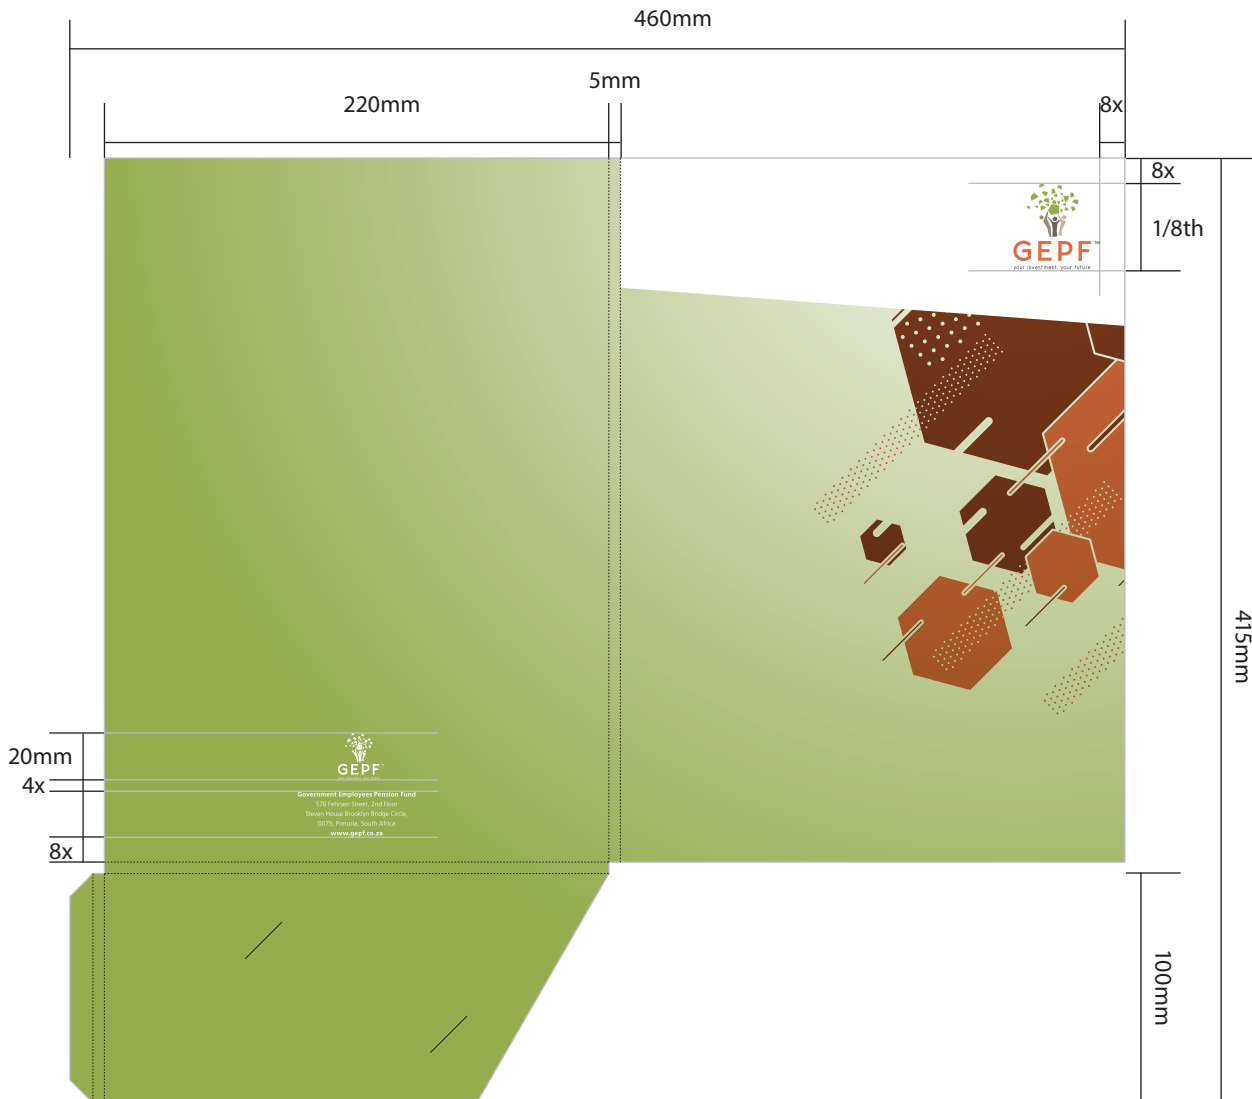 460mm
5mm
220mm
8x
8x
1/8th
GEPF™
your investment, your future
415mm
20mm
4x
8x
GEPF
Government Employees Pension Fund
570 Fehrsen Street, 2nd Floor
Steven House Brooklyn Bridge Circle,
0075, Pretoria, South Africa
www.gepf.co.za
100mm